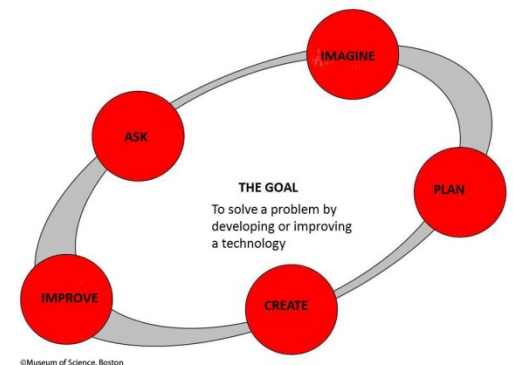 IMAGINE
ASK
PLAN
THE GOAL
To solve a problem by
developing or improving
a technology
IMPROVE
CREATE
©Museum of Science, Boston